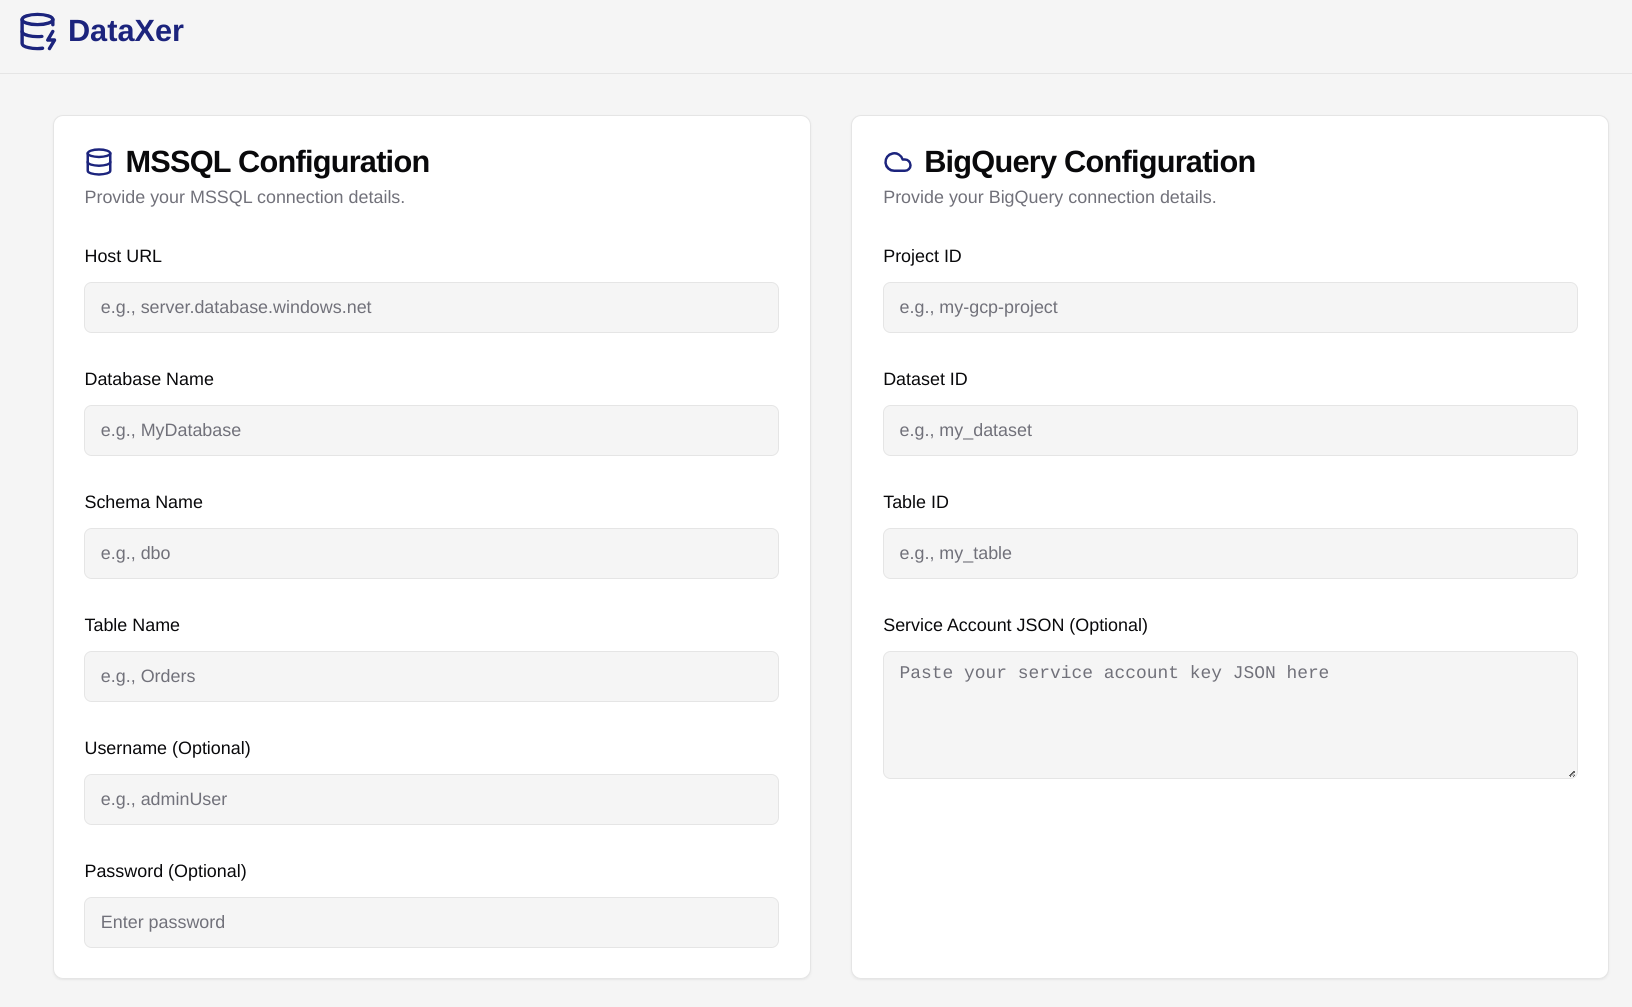 DataXer
MSSQL Configuration
Provide your MSSQL connection details.
Host URL
e.g., server.database.windows.net
Database Name
e.g., MyDatabase
Schema Name
e.g., dbo
Table Name
e.g., Orders
Username (Optional)
e.g., adminUser
Password (Optional)
Enter password
BigQuery Configuration
Provide your BigQuery connection details.
Project ID
e.g., my-gcp-project
Dataset ID
e.g., my_dataset
Table ID
e.g., my_table
Service Account JSON (Optional)
Paste your service account key JSON here